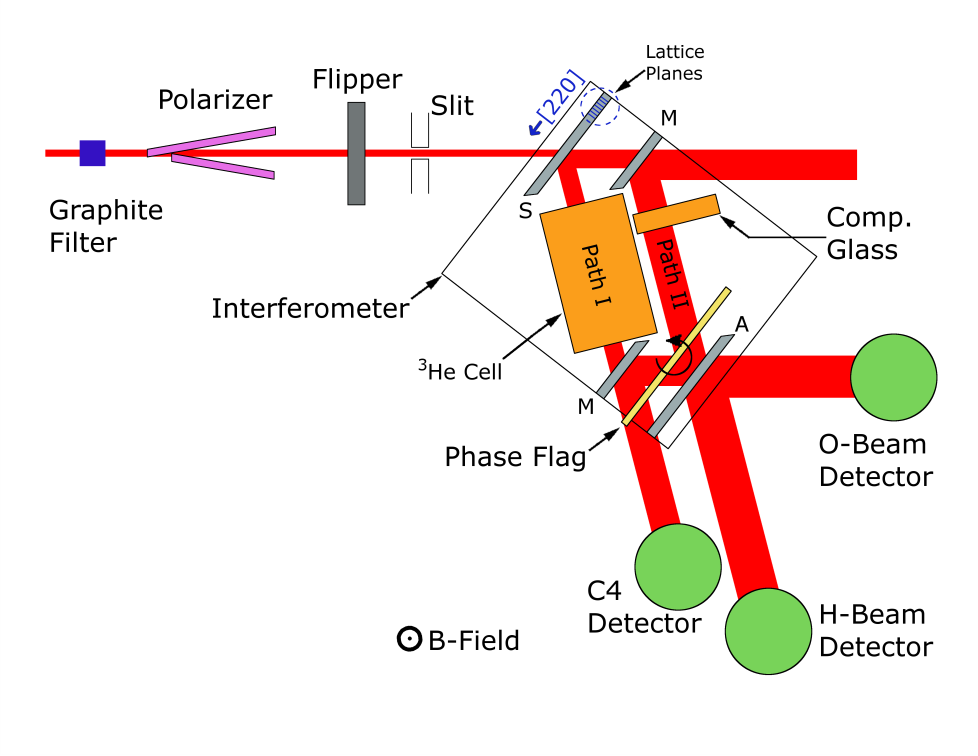 Lattice
Planes
Flipper
Polarizer
Slit
[220]
M
S
Graphite
Filter
Comp.
Glass
Path I
Path II
Interferometer
A
³He Cell
M
Phase Flag
O-Beam
Detector
C4
Detector
H-Beam
Detector
B-Field